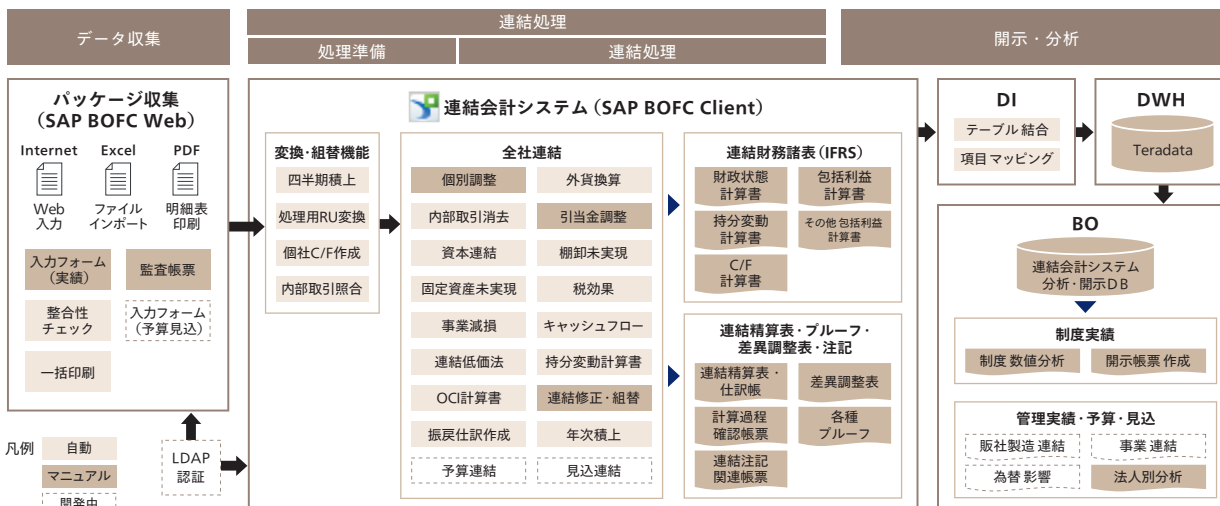 データ収集
連結処理
処理準備
連結処理
開示・分析
パッケージ収集
(SAP BOFC Web)
Internet
Excel
PDF
Web
入力
ファイル
インポート
明細表
印刷
入力フォーム
(実績)
監査帳票
整合性
チェック
入力フォーム
(予算見込)
一括印刷
凡例
自動
マニュアル
開発中
LDAP
認証
連結会計システム(SAP BOFC Client)
変換・組替機能
四半期積上
処理用RU変換
個社C/F作成
内部取引照合
全社連結
個別調整
外貨換算
内部取引消去
引当金調整
資本連結
棚卸未実現
固定資産未実現
税効果
事業減損
キャッシュフロー
連結低価法
持分変動計算書
OCI計算書
連結修正・組替
振戻仕訳作成
年次積上
予算連結
見込連結
連結財務諸表(IFRS)
財政状態
計算書
包括利益
計算書
持分変動
計算書
その他 包括利益
計算書
C/F
計算書
連結精算表・プルーフ・
差異調整表・注記
連結精算表・
仕訳帳
差異調整表
計算過程
確認帳票
各種
プルーフ
連結注記
関連帳票
DI
テーブル 結合
項目 マッピング
DWH
Teradata
BO
連結会計システム
分析・開示DB
制度実績
制度 数値分析
開示帳票 作成
管理実績・予算・見込
販社製造 連結
事業 連結
為替 影響
法人別分析